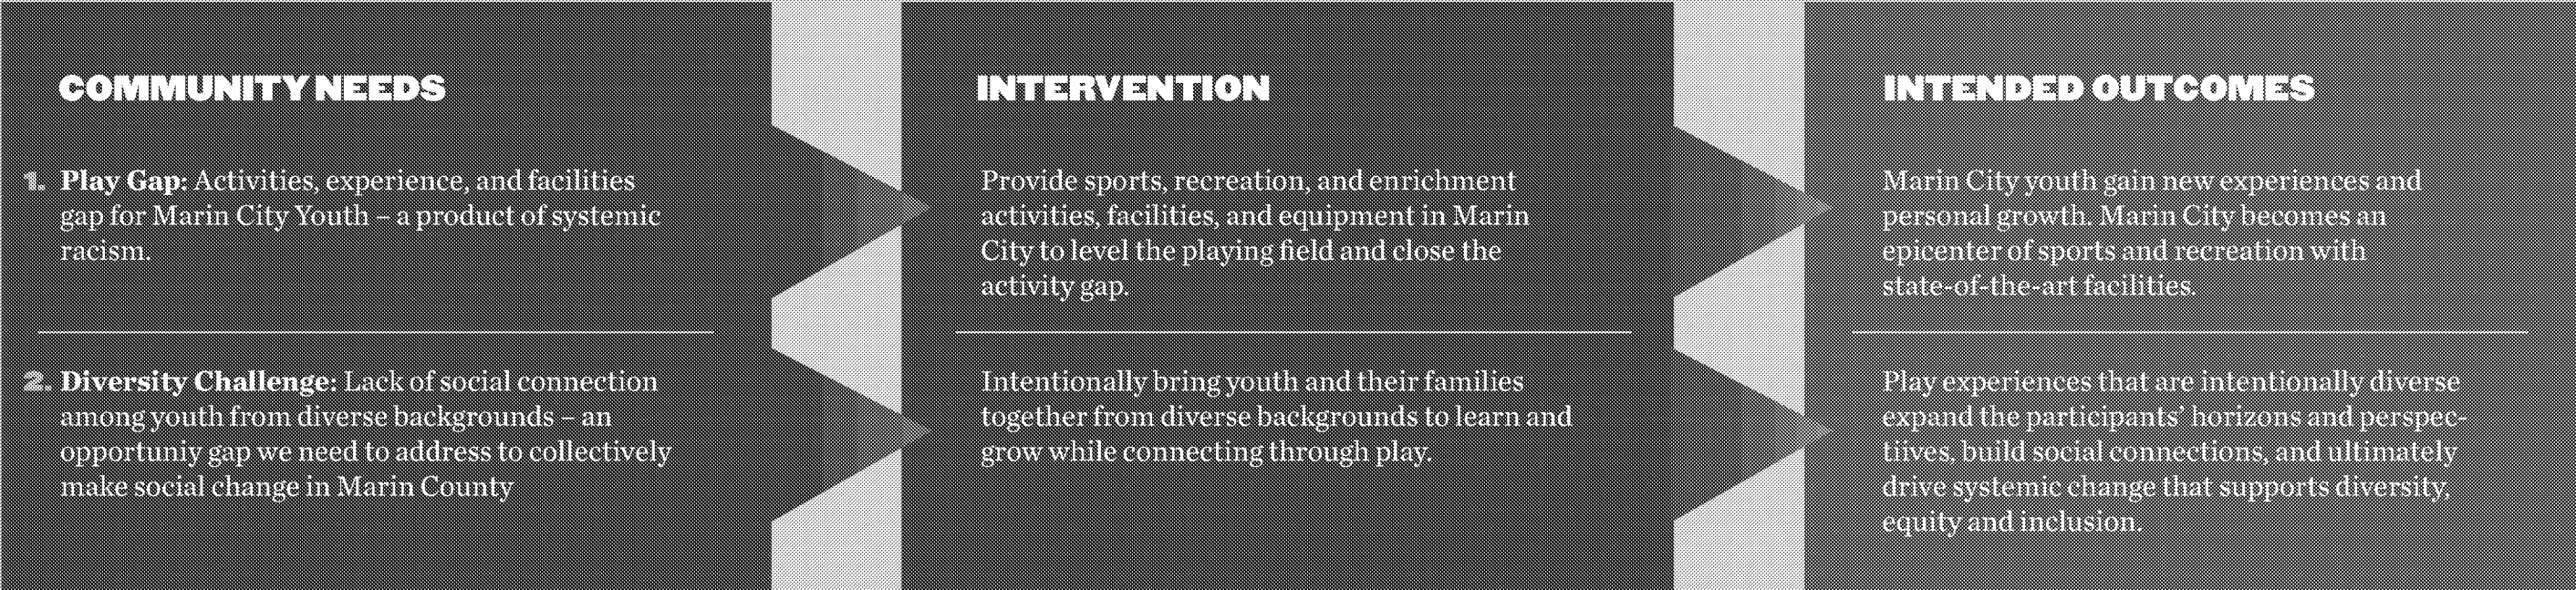 COMMUNITY NEEDS
1. Play Gap: Activities, experience, and facilities
gap for Marin City Youth – a product of systemic
racism.
2. Diversity Challenge: Lack of social connection
among youth from diverse backgrounds – an
opportuniy gap we need to address to collectively
make social change in Marin County
INTERVENTION
Provide sports, recreation, and enrichment
activities, facilities, and equipment in Marin
City to level the playing field and close the
activity gap.
Intentionally bring youth and their families
together from diverse backgrounds to learn and
grow while connecting through play.
INTENDED OUTCOMES
Marin City youth gain new experiences and
personal growth. Marin City becomes an
epicenter of sports and recreation with
state-of-the-art facilities.
Play experiences that are intentionally diverse
expand the participants’ horizons and perspec-
tiives, build social connections, and ultimately
drive systemic change that supports diversity,
equity and inclusion.